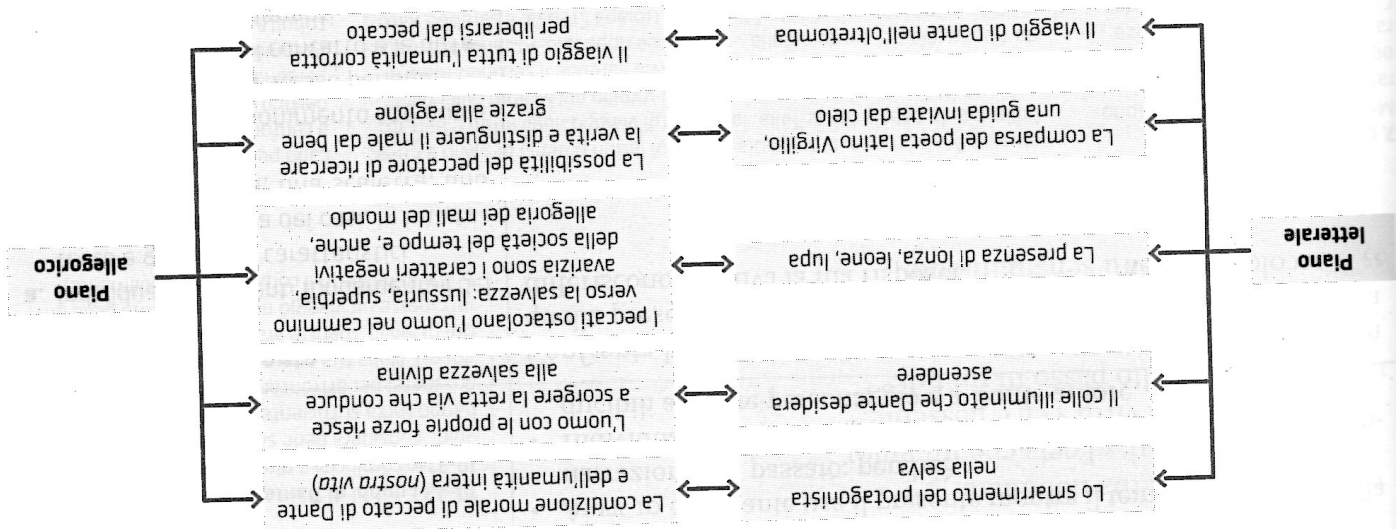 Piano
letterale
Lo smarrimento del protagonista
nella selva
La condizione morale di peccato di Dante
e dell'umanità intera (nostra vita)
Il colle illuminato che Dante desidera
ascendere
L'uomo con le proprie forze riesce
a scorgere la retta via che conduce
alla salvezza divina
La presenza di lonza, leone, lupa
I peccati ostacolano l'uomo nel cammino
verso la salvezza: lussuria, superbia,
avarizia sono i caratteri negativi
della società del tempo e, anche,
allegoria dei mali del mondo
La comparsa del poeta latino Virgilio,
una guida inviata dal cielo
La possibilità del peccatore di ricercare
la verità e distinguere il male dal bene
grazie alla ragione
Il viaggio di Dante nell'oltretomba
Il viaggio di tutta l'umanità corrotta
per liberarsi dal peccato
Piano
allegorico